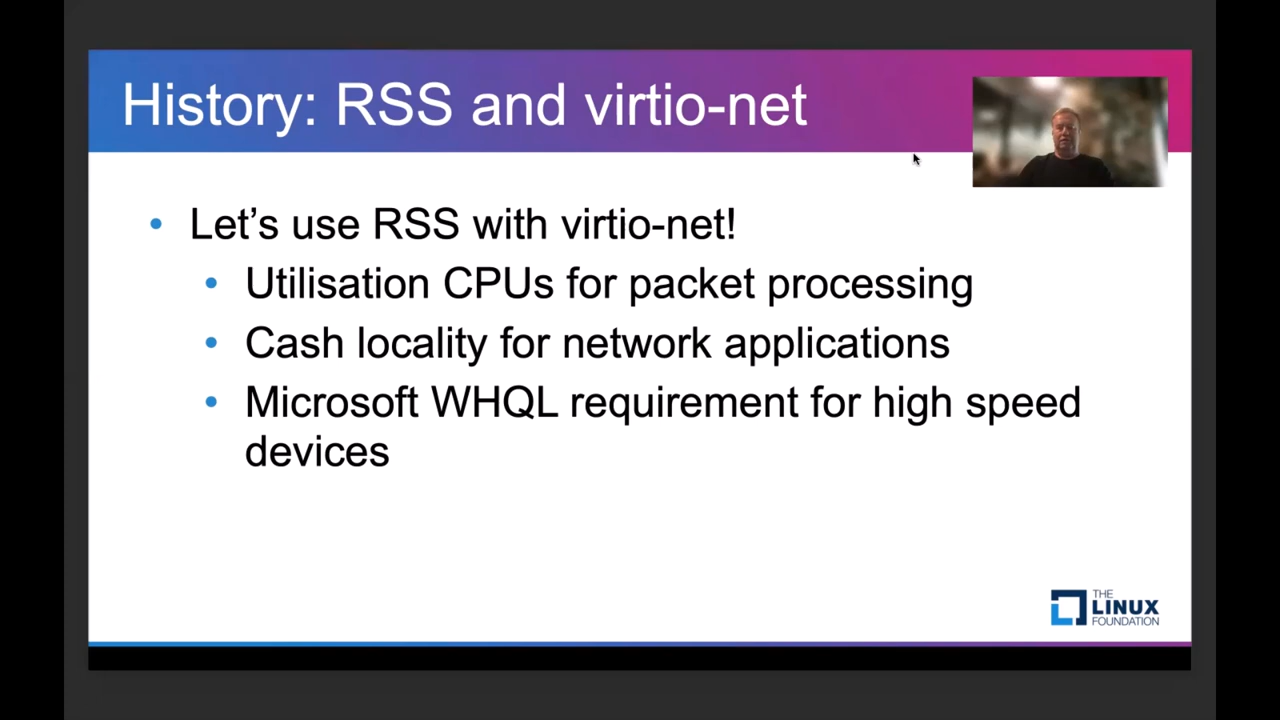 History: RSS and virtio-net
Let's use RSS with virtio-net!
Utilisation CPUs for packet processing
Cash locality for network applications
Microsoft WHQL requirement for high speed
devices
THE
LINUX
FOUNDATION